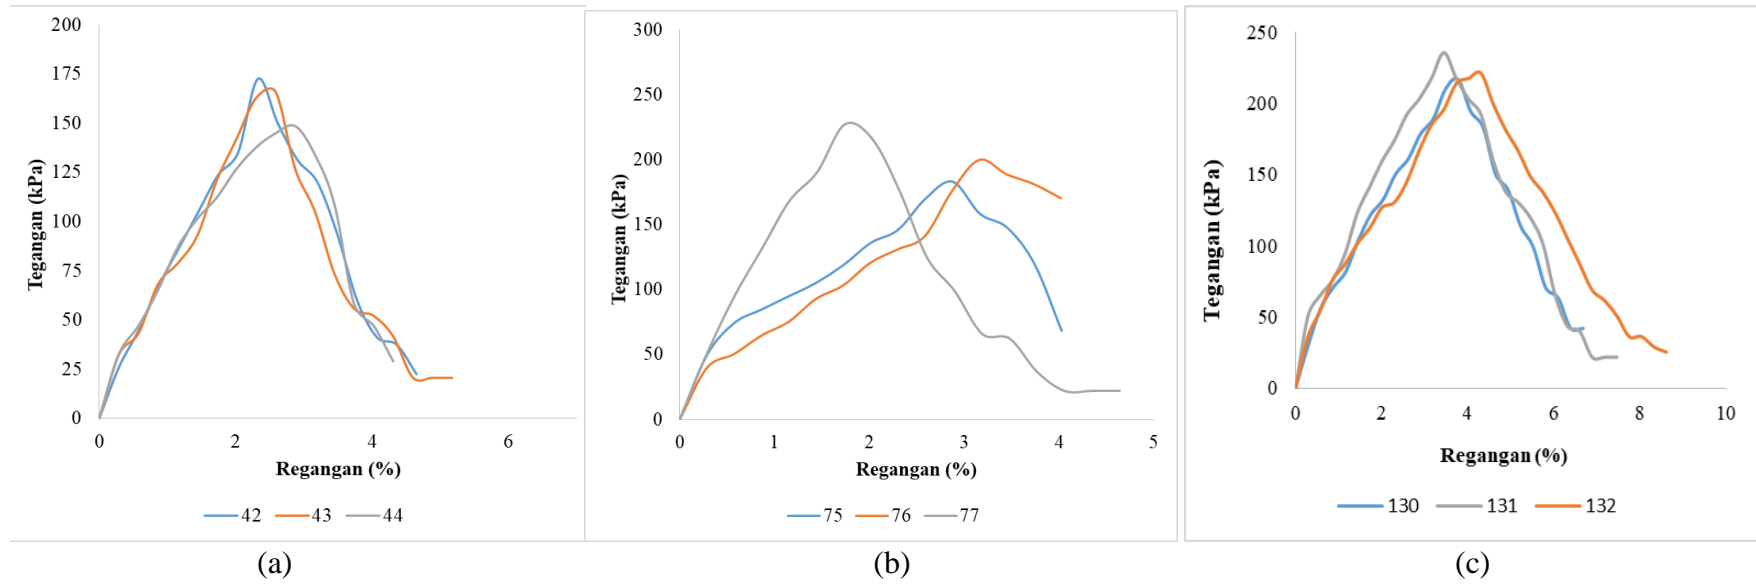 200
175
150
125
100
75
50
25
0
Tegangan (kPa)
0 2 4 6
Regangan (%)
42 43 44
(a)
300
250
200
150
100
50
0
Tegangan (kPa)
0 1 2 3 4 5
Regangan (%)
75 76 77
(b)
250
200
150
100
50
0
Tegangan (kPa)
0 2 4 6 8 10
Regangan (%)
130 131 132
(c)